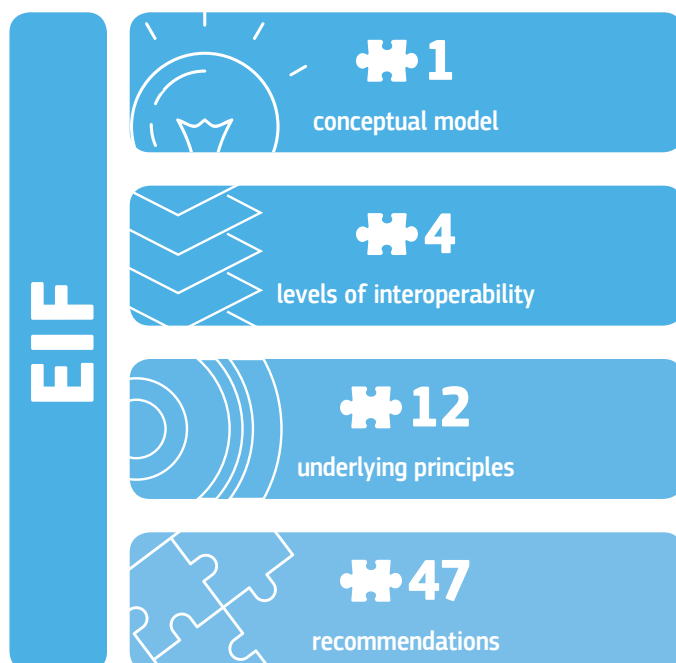 EIF
1
conceptual model
4
levels of interoperability
12
underlying principles
47
recommendations